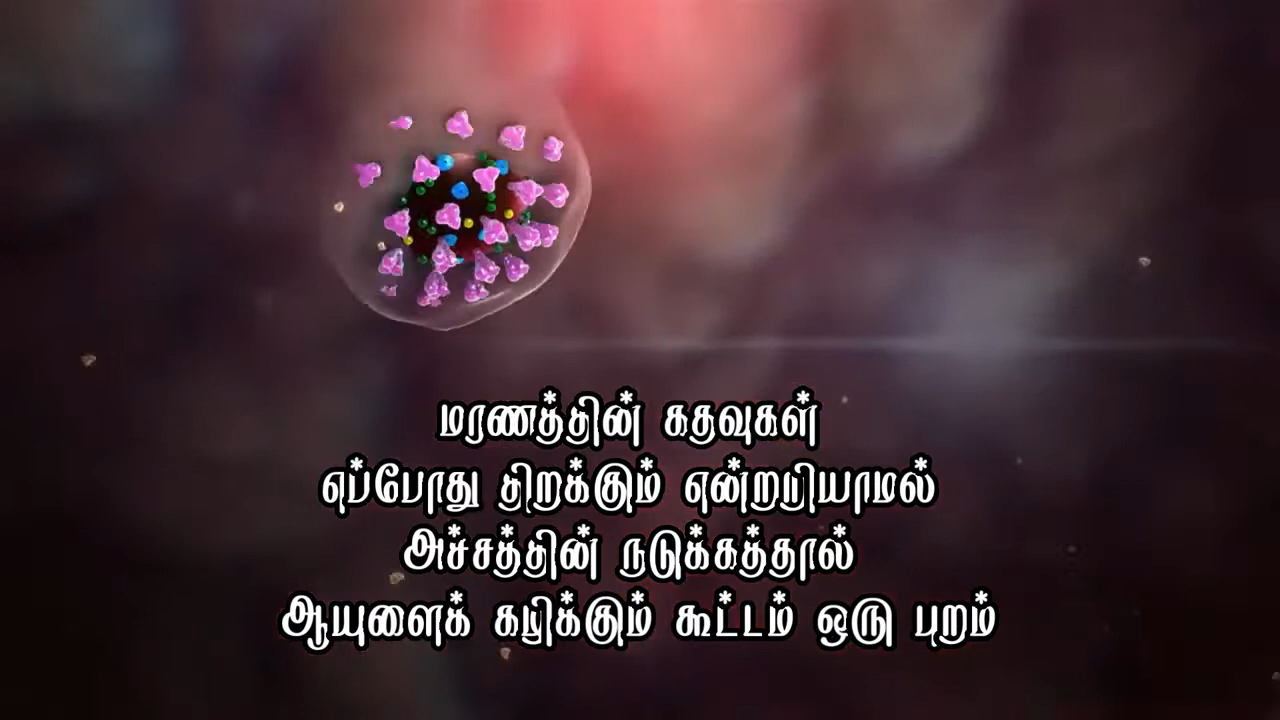 மரணத்தின் கதவுகள்
எப்போது திறக்கும் என்றறியாமல்
அச்சத்தின் நடுக்கத்தால்
ஆயுளைக் கழிக்கும் கூட்டம் ஒரு புறம்